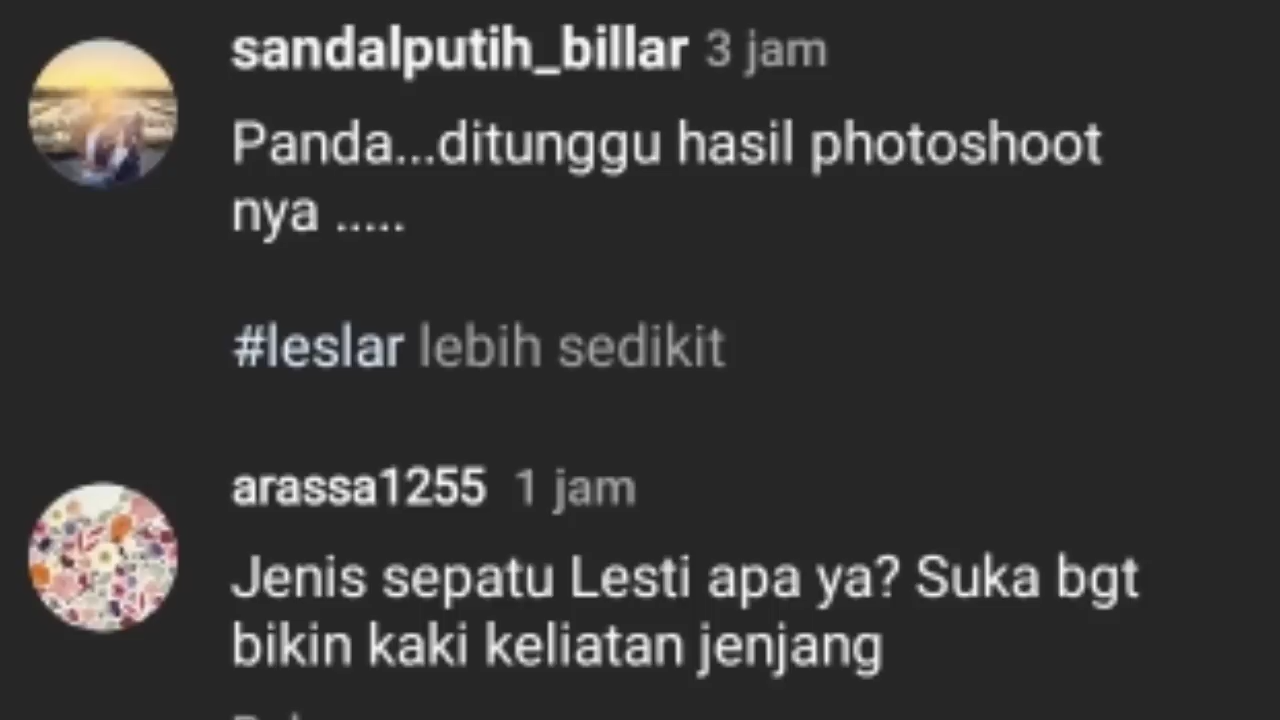 sandalputih_billar 3 jam
Panda...ditunggu hasil photoshoot
nya .....
#leslar lebih sedikit
arassa1255 1 jam
Jenis sepatu Lesti apa ya? Suka bgt
bikin kaki keliatan jenjang